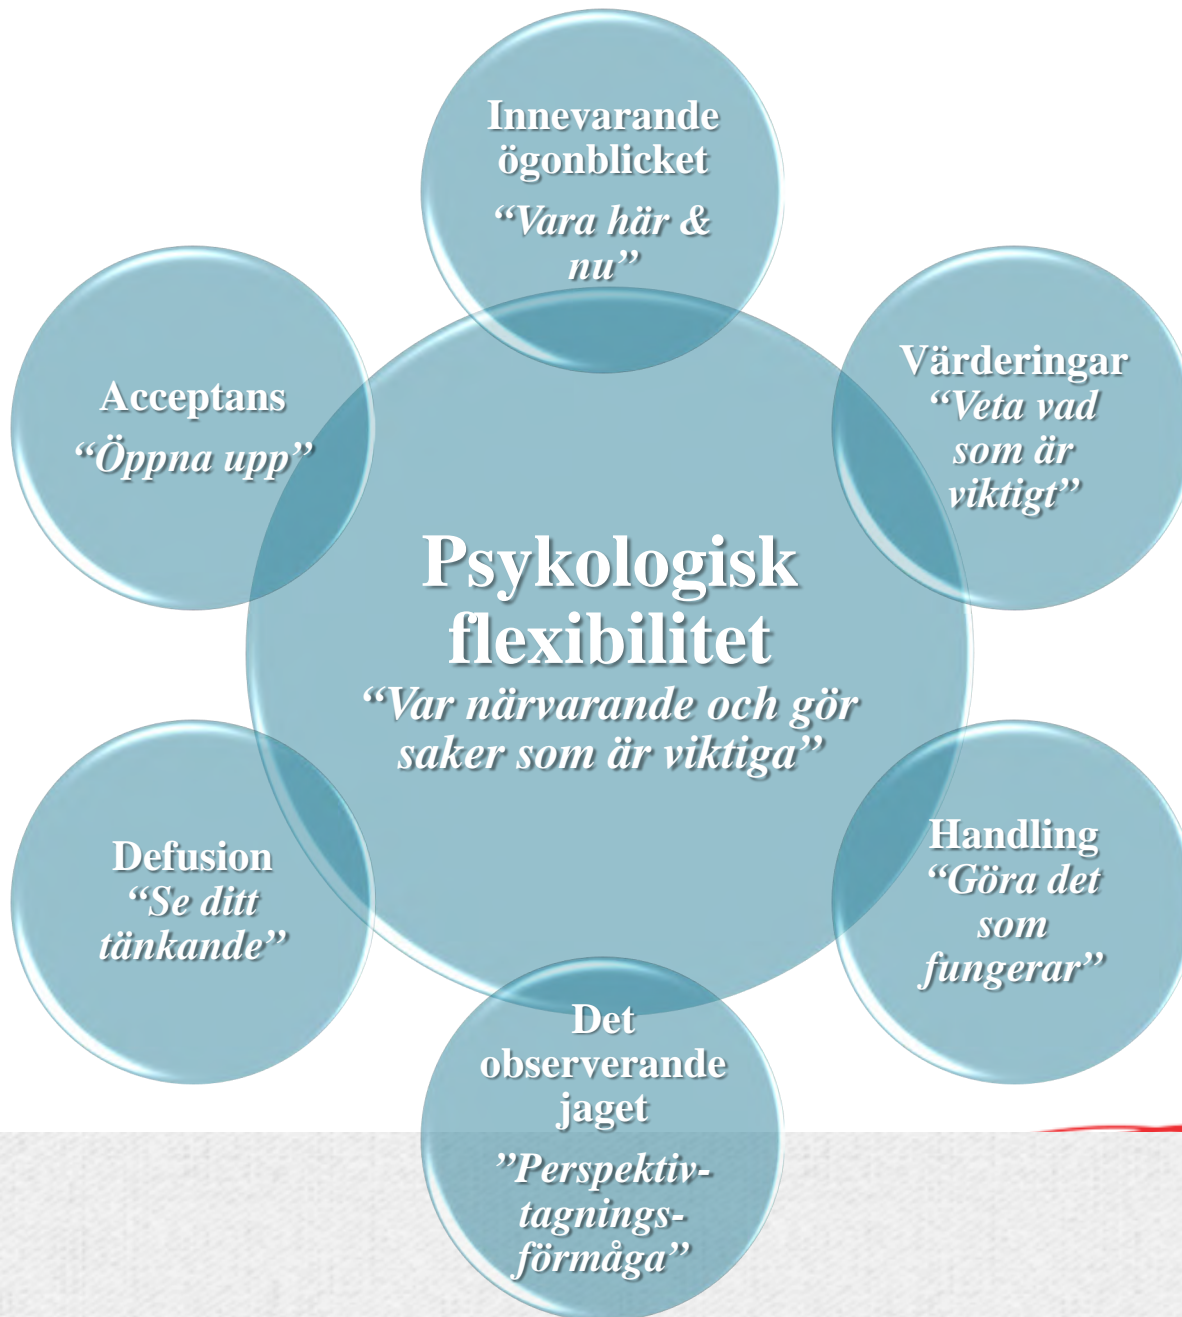 Innevarande
ögonblicket
“Vara här &
nu”
Acceptans
“Öppna upp”
Värderingar
“Veta vad
som är
viktigt”
Psykologisk
flexibilitet
“Var närvarande och gör
saker som är viktiga”
Defusion
“Se ditt
tänkande”
Handling
“Göra det
som
fungerar”
Det
observerande
jaget
”Perspektiv-
tagnings-
förmåga”